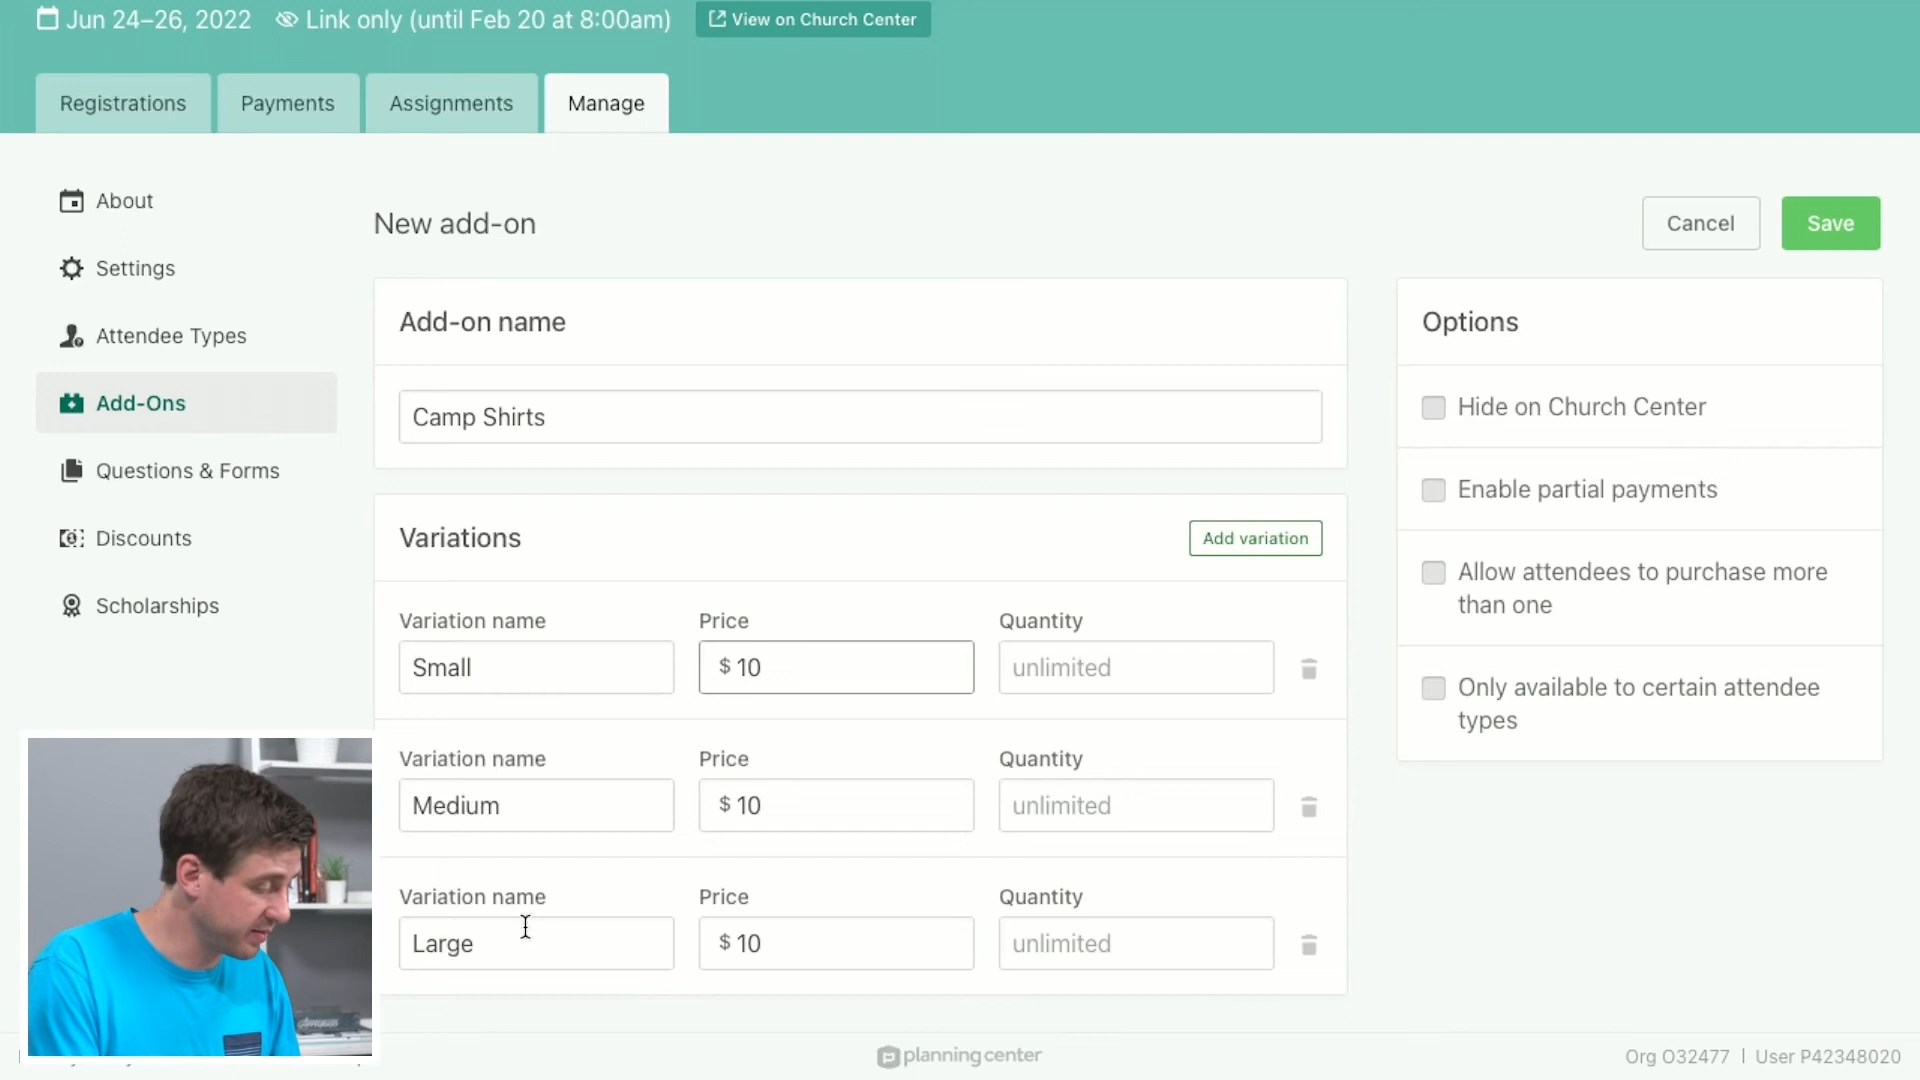 Jun 24–26, 2022 Link only (until Feb 20 at 8:00am) View on Church Center
Registrations Payments Assignments Manage
About
Settings
Attendee Types
Add-Ons
Questions & Forms
Discounts
Scholarships
New add-on
Cancel Save
Add-on name
Camp Shirts
Variations Add variation
Variation name Price Quantity
Small $ 10 unlimited
Variation name Price Quantity
Medium $ 10 unlimited
Variation name Price Quantity
Large $ 10 unlimited
Options
Hide on Church Center
Enable partial payments
Allow attendees to purchase more
than one
Only available to certain attendee
types
planning center
Org O32477 | User P42348020